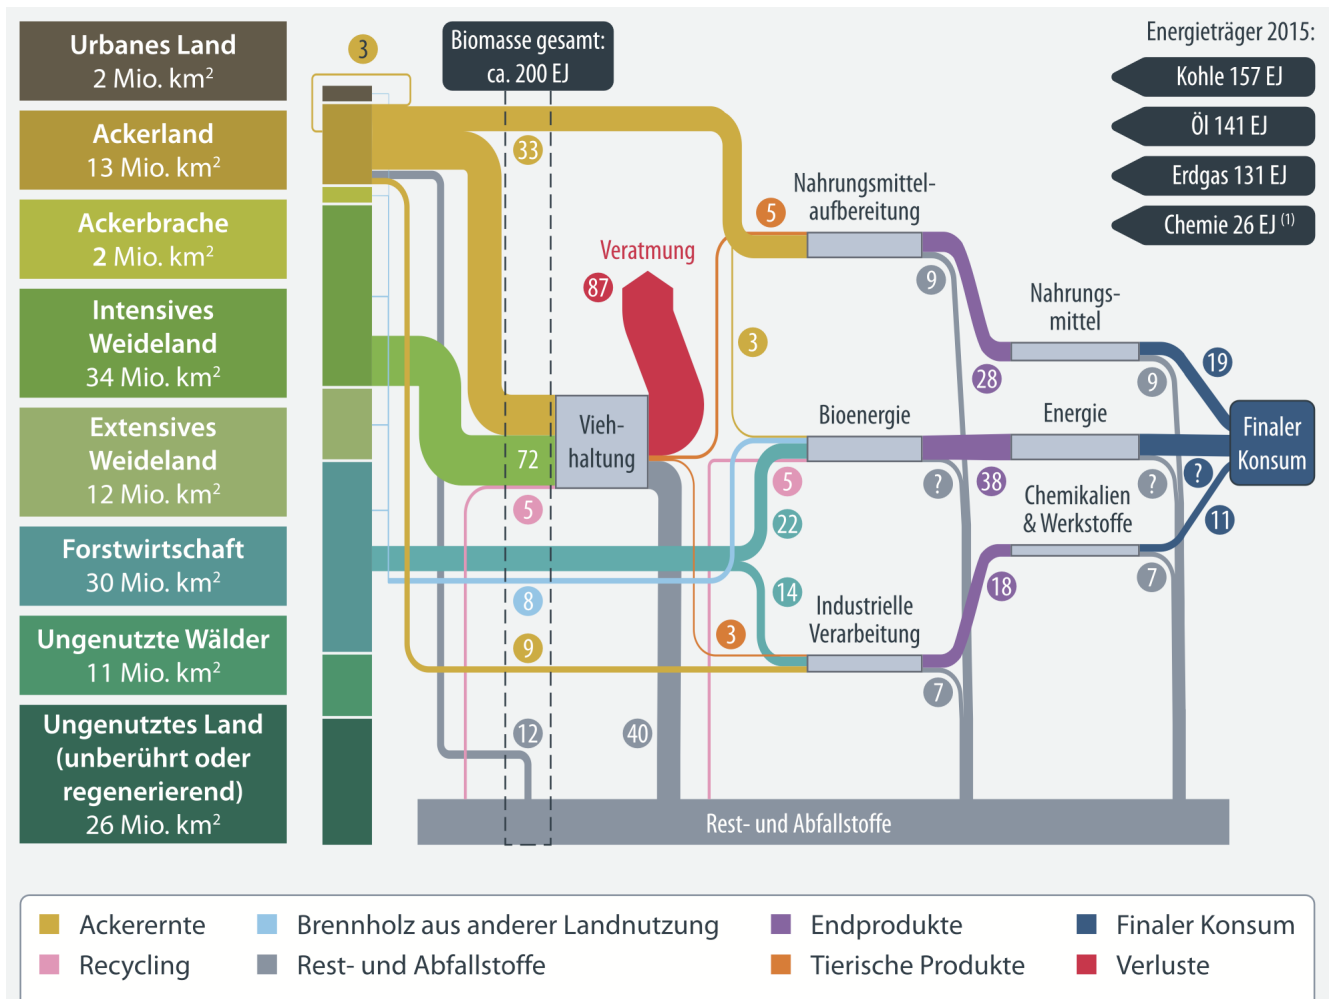 Urbanes Land
2 Mio. km²
Ackerland
13 Mio. km²
Ackerbrache
2 Mio. km²
Intensives
Weideland
34 Mio. km²
Extensives
Weideland
12 Mio. km²
Forstwirtschaft
30 Mio. km²
Ungenutzte Wälder
11 Mio. km²
Ungenutztes Land
(unberührt oder
regenerierend)
26 Mio. km²
3
Biomasse gesamt:
ca. 200 EJ
Energieträger 2015:
Kohle 157 EJ
Öl 141 EJ
Erdgas 131 EJ
Chemie 26 EJ (1)
33
Veratmung
87
Vieh-
haltung
72
5
8
9
12
40
5
3
Nahrungsmittel-
aufbereitung
9
28
Nahrungs-
mittel
9
19
Bioenergie
5
22
?
38
Energie
?
?
Finaler
Konsum
14
3
Industrielle
Verarbeitung
7
18
Chemikalien
& Werkstoffe
7
11
Rest- und Abfallstoffe
Ackerernte
Brennholz aus anderer Landnutzung
Endprodukte
Finaler Konsum
Recycling
Rest- und Abfallstoffe
Tierische Produkte
Verluste